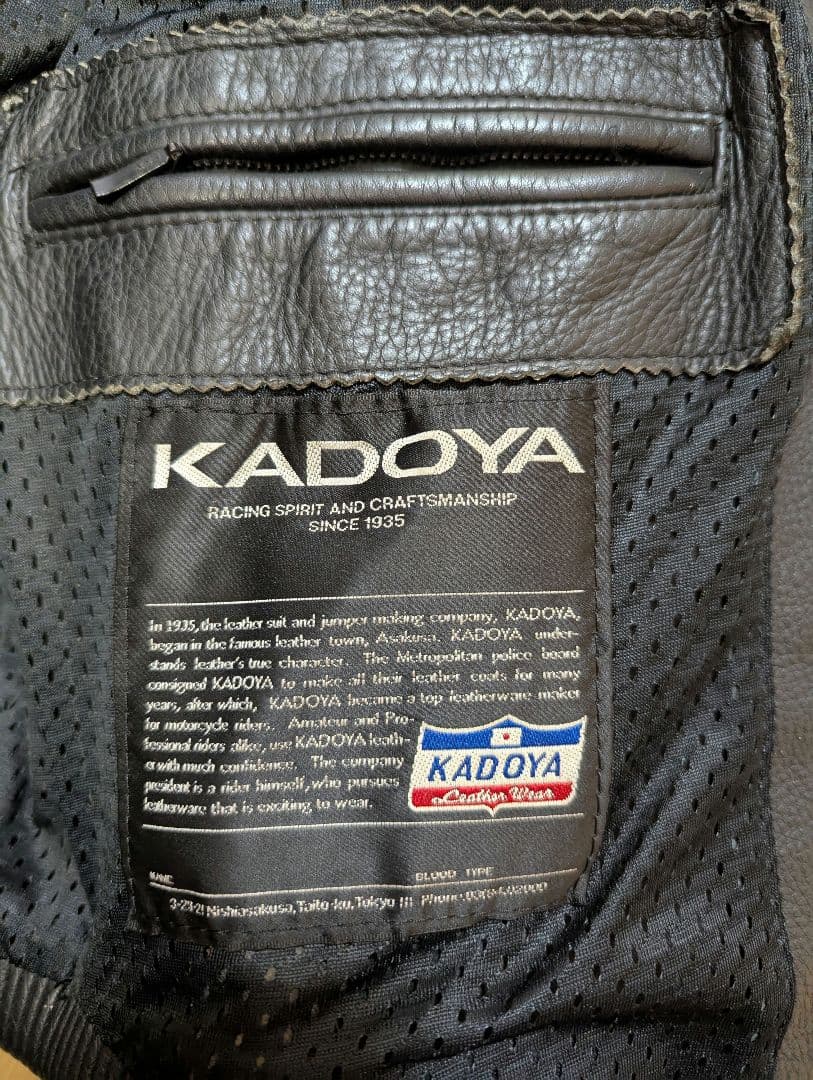 KADOYA
RACING SPIRIT AND CRAFTSMANSHIP
SINCE 1935
In 1935, the leather suit and jumper making company, KADOYA,
began in the famous leather town, Asakusa. KADOYA under-
stands leather's true character. The Metropolitan police board
consigned KADOYA to make all their leather coats for many
years, after which, KADOYA became a top leatherware maker
for motorcycle riders. Amateur and Pro-
fessional riders alike, use KADOYA leath-
er with much confidence. The company
president is a rider himself, who pursues
leatherware that is exciting to wear.
KADOYA
Leather Wear
NAME BLOOD TYPE
Nishiasakusa, Taito-ku, Tokyo 111 Phone: